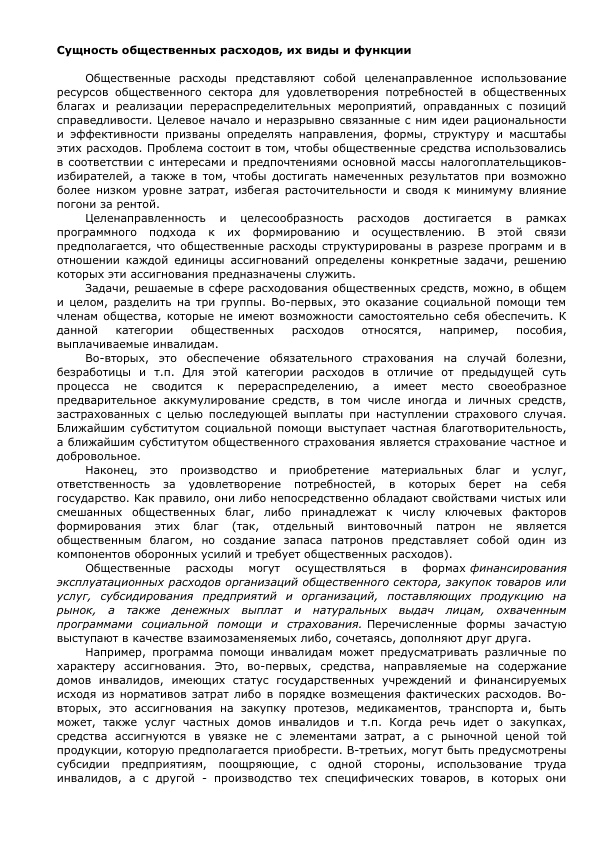 Сущность общественных расходов, их виды и функции
Общественные расходы представляют собой целенаправленное использование
ресурсов общественного сектора для удовлетворения потребностей в общественных
благах и реализации перераспределительных мероприятий, оправданных с позиций
справедливости. Целевое начало и неразрывно связанные с ним идеи рациональности
и эффективности призваны определять направления, формы, структуру и масштабы
этих расходов. Проблема состоит в том, чтобы общественные средства использовались
в соответствии с интересами и предпочтениями основной массы налогоплательщиков-
избирателей, а также в том, чтобы достигать намеченных результатов при возможно
более низком уровне затрат, избегая расточительности и сводя к минимуму влияние
погони за рентой.
Целенаправленность и целесообразность расходов достигается в рамках
программного подхода к их формированию и осуществлению. В этой связи
предполагается, что общественные расходы структурированы в разрезе программ и в
отношении каждой единицы ассигнований определены конкретные задачи, решению
которых эти ассигнования предназначены служить.
Задачи, решаемые в сфере расходования общественных средств, можно, в общем
и целом, разделить на три группы. Во-первых, это оказание социальной помощи тем
членам общества, которые не имеют возможности самостоятельно себя обеспечить. К
данной категории общественных расходов относятся, например, пособия,
выплачиваемые инвалидам.
Во-вторых, это обеспечение обязательного страхования на случай болезни,
безработицы и т.п. Для этой категории расходов в отличие от предыдущей суть
процесса не сводится к перераспределению, а имеет место своеобразное
предварительное аккумулирование средств, в том числе иногда и личных средств,
застрахованных с целью последующей выплаты при наступлении страхового случая.
Ближайшим субститутом социальной помощи выступает частная благотворительность,
а ближайшим субститутом общественного страхования является страхование частное и
добровольное.
Наконец, это производство и приобретение материальных благ и услуг,
ответственность за удовлетворение потребностей, в которых берет на себя
государство. Как правило, они либо непосредственно обладают свойствами чистых или
смешанных общественных благ, либо принадлежат к числу ключевых факторов
формирования этих благ (так, отдельный винтовочный патрон не является
общественным благом, но создание запаса патронов представляет собой один из
компонентов оборонных усилий и требует общественных расходов).
Общественные расходы могут осуществляться в формах финансирования
эксплуатационных расходов организаций общественного сектора, закупок товаров или
услуг, субсидирования предприятий и организаций, поставляющих продукцию на
рынок, а также денежных выплат и натуральных выдач лицам, охваченным
программами социальной помощи и страхования. Перечисленные формы зачастую
выступают в качестве взаимозаменяемых либо, сочетаясь, дополняют друг друга.
Например, программа помощи инвалидам может предусматривать различные по
характеру ассигнования. Это, во-первых, средства, направляемые на содержание
домов инвалидов, имеющих статус государственных учреждений и финансируемых
исходя из нормативов затрат либо в порядке возмещения фактических расходов. Во-
вторых, это ассигнования на закупку протезов, медикаментов, транспорта и, быть
может, также услуг частных домов инвалидов и т.п. Когда речь идет о закупках,
средства ассигнуются в увязке не с элементами затрат, а с рыночной ценой той
продукции, которую предполагается приобрести. В-третьих, могут быть предусмотрены
субсидии предприятиям, поощряющие, с одной стороны, использование труда
инвалидов, а с другой - производство тех специфических товаров, в которых они